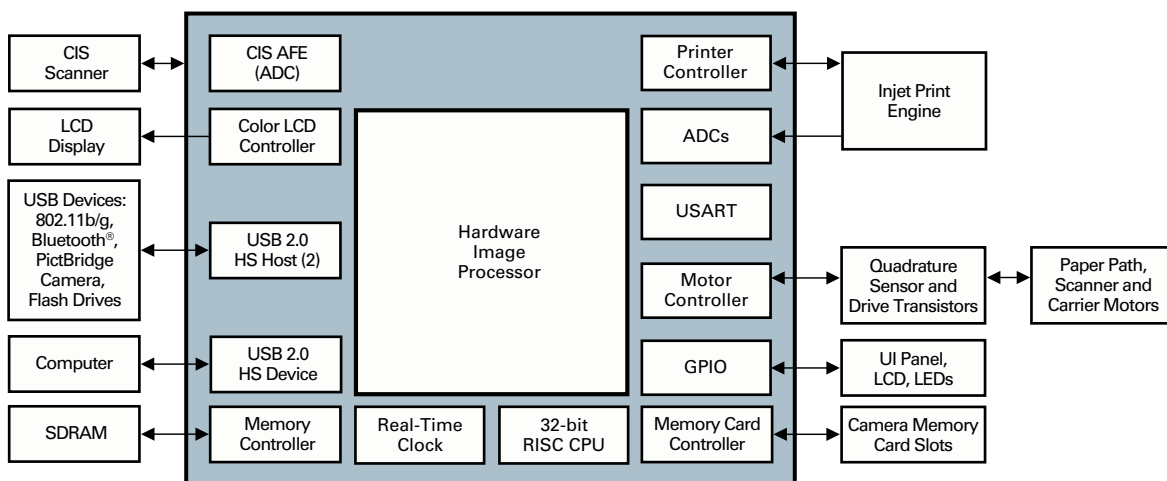 CIS
Scanner
CIS AFE
(ADC)
LCD
Display
Color LCD
Controller
USB Devices:
802.11b/g,
Bluetooth®,
PictBridge
Camera,
Flash Drives
USB 2.0
HS Host (2)
Computer
USB 2.0
HS Device
SDRAM
Memory
Controller
Hardware
Image
Processor
Real-Time
Clock
32-bit
RISC CPU
Printer
Controller
ADCs
USART
Motor
Controller
GPIO
Memory Card
Controller
Injet Print
Engine
Quadrature
Sensor and
Drive Transistors
Paper Path,
Scanner and
Carrier Motors
UI Panel,
LCD, LEDs
Camera Memory
Card Slots